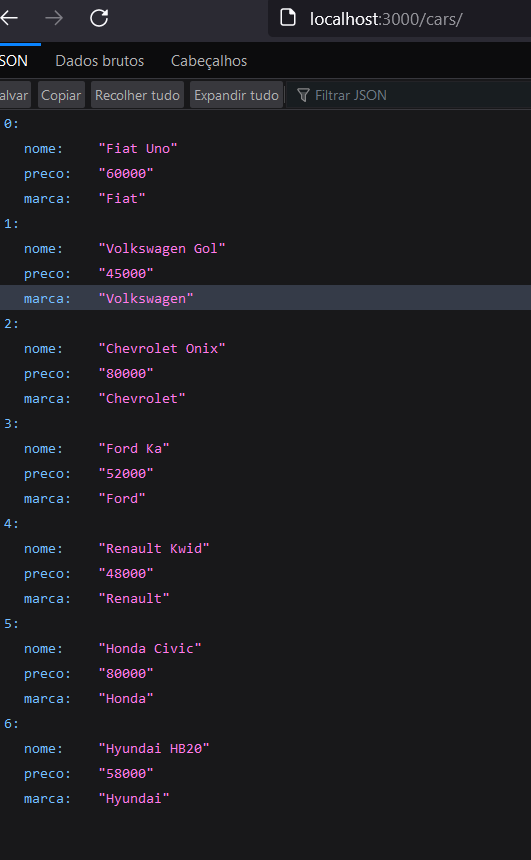 localhost:3000/cars/
SON Dados brutos Cabeçalhos
alvar Copiar Recolher tudo Expandir tudo Filtrar JSON
0:
nome: "Fiat Uno"
preco: "60000"
marca: "Fiat"
1:
nome: "Volkswagen Gol"
preco: "45000"
marca: "Volkswagen"
2:
nome: "Chevrolet Onix"
preco: "80000"
marca: "Chevrolet"
3:
nome: "Ford Ka"
preco: "52000"
marca: "Ford"
4:
nome: "Renault Kwid"
preco: "48000"
marca: "Renault"
5:
nome: "Honda Civic"
preco: "80000"
marca: "Honda"
6:
nome: "Hyundai HB20"
preco: "58000"
marca: "Hyundai"